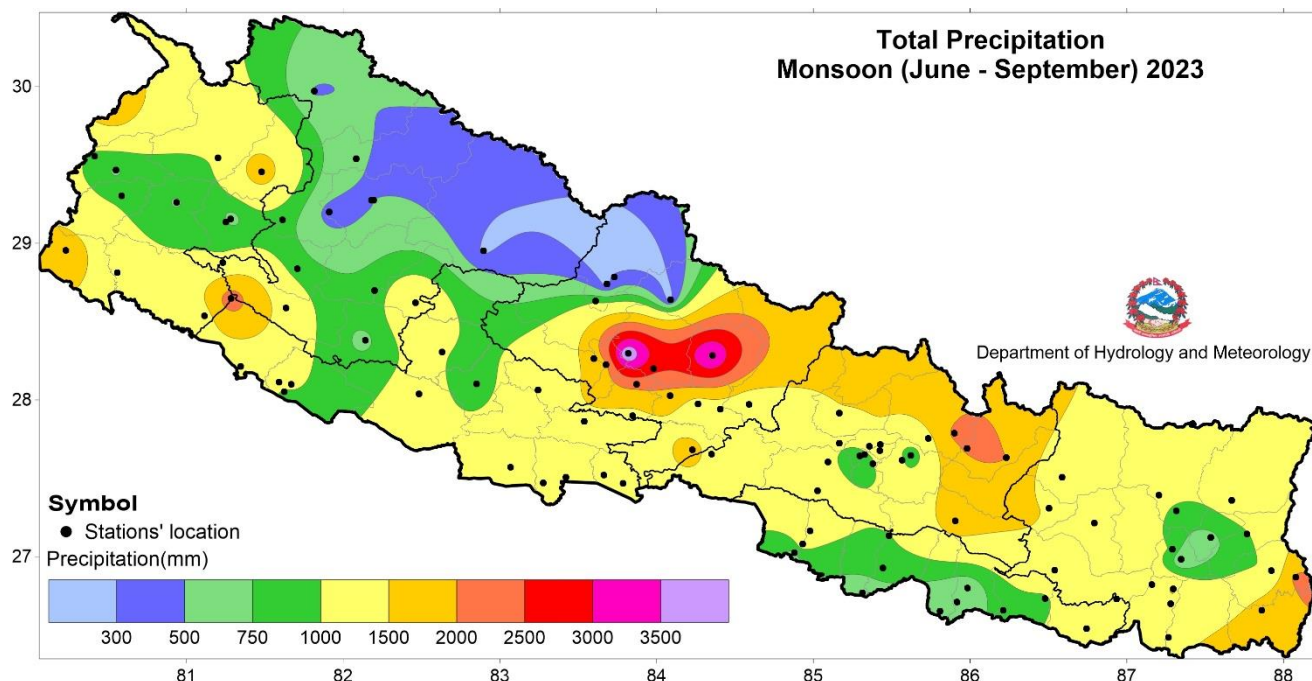 Total Precipitation
Monsoon (June - September) 2023
30
29
28
27
Department of Hydrology and Meteorology
Symbol
Stations' location
Precipitation(mm)
300 500 750 1000 1500 2000 2500 3000 3500
81 82 83 84 85 86 87 88